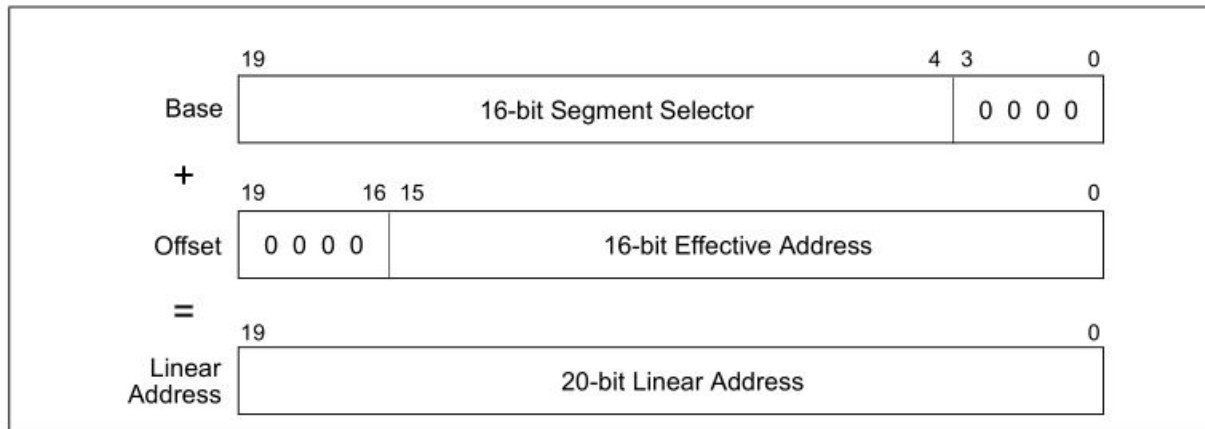 19 4 3 0
Base 16-bit Segment Selector 0 0 0 0
+
19 16 15 0
Offset 0 0 0 0 16-bit Effective Address
=
19 0
Linear
Address 20-bit Linear Address